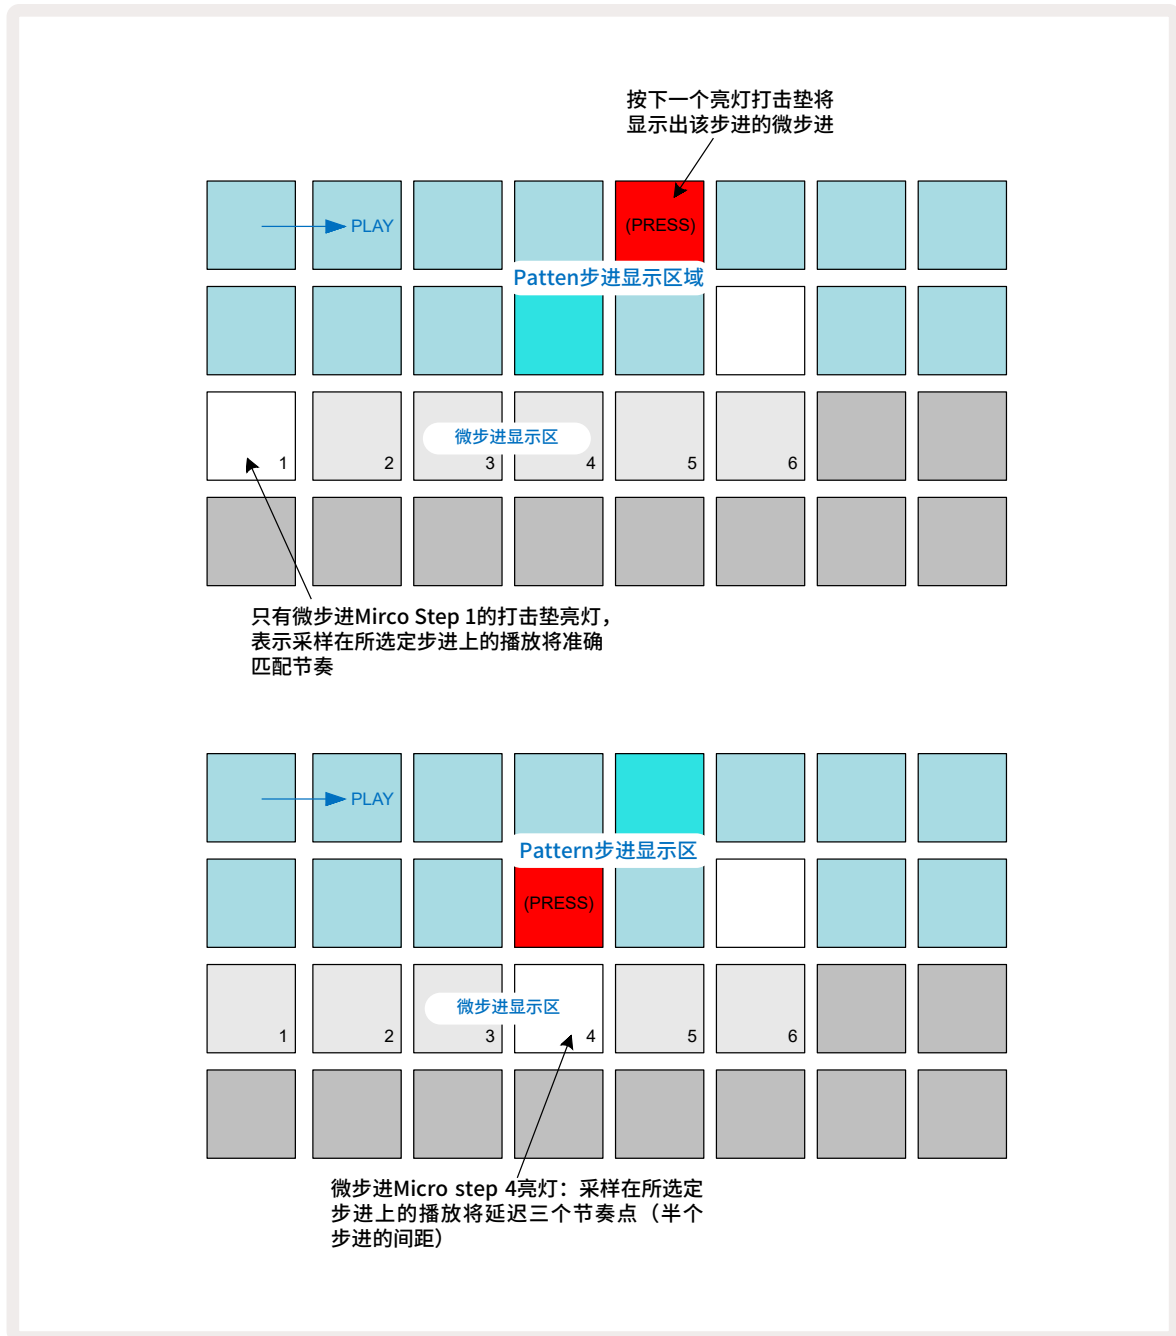 按下一个亮灯打击垫将
显示出该步进的微步进
PLAY
(PRESS)
Patten步进显示区域
微步进显示区
1
2
3
4
5
6
只有微步进Mirco Step 1的打击垫亮灯，
表示采样在所选定步进上的播放将准确
匹配节奏
PLAY
Pattern步进显示区
(PRESS)
微步进显示区
1
2
3
4
5
6
微步进Micro step 4亮灯：采样在所选定
步进上的播放将延迟三个节奏点（半个
步进的间距）